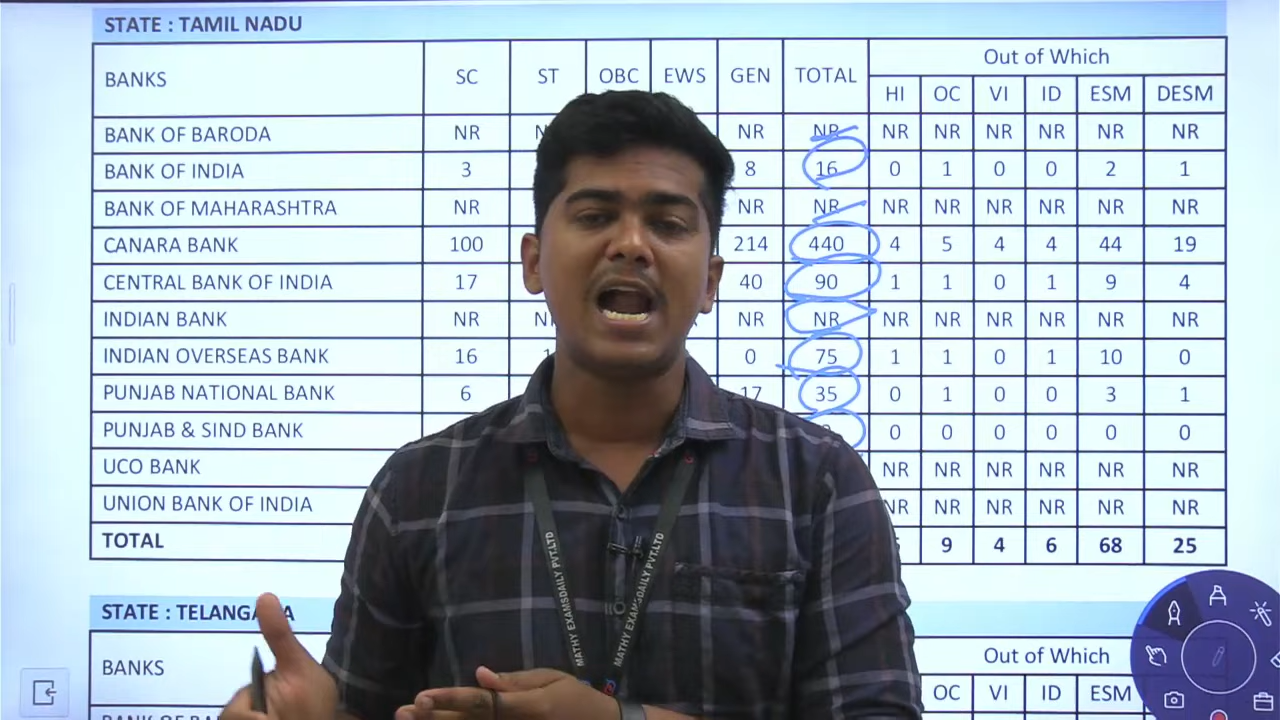 STATE : TAMIL NADU
BANKS SC ST OBC EWS GEN TOTAL Out of Which
HI OC VI ID ESM DESM
BANK OF BARODA NR NR NR NR NR NR NR NR NR
BANK OF INDIA 3 8 16 0 1 0 0 2 1
BANK OF MAHARASHTRA NR NR NR NR NR NR NR NR NR
CANARA BANK 100 214 440 4 5 4 4 44 19
CENTRAL BANK OF INDIA 17 40 90 1 1 0 1 9 4
INDIAN BANK NR NR NR NR NR NR NR NR NR
INDIAN OVERSEAS BANK 16 0 75 1 1 0 1 10 0
PUNJAB NATIONAL BANK 6 17 35 0 1 0 0 3 1
PUNJAB & SIND BANK 0 0 0 0 0 0
UCO BANK NR NR NR NR NR NR
UNION BANK OF INDIA NR NR NR NR NR NR
TOTAL 9 4 6 68 25
STATE : TELANGANA
BANKS Out of Which
OC VI ID ESM
MATHY EXAMSDAILY PVT.LTD
MATHY EXAMSDAILY PVT.LTD